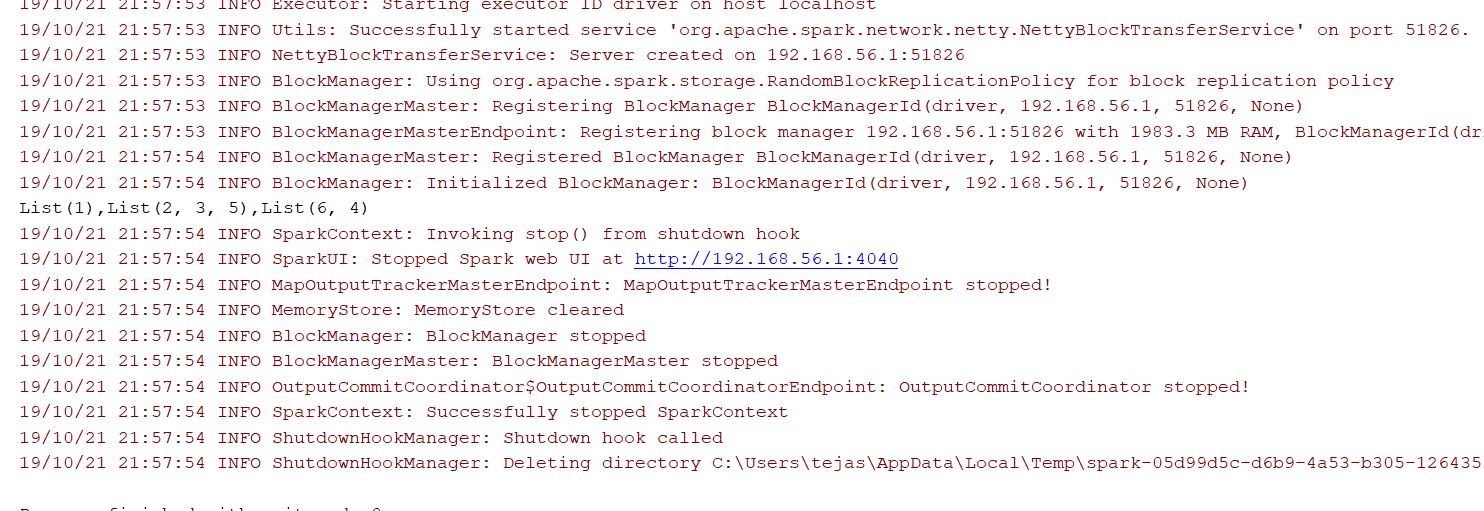 19/10/21 21:57:53 INFO Executor: Starting executor ID driver on host localhost
19/10/21 21:57:53 INFO Utils: Successfully started service 'org.apache.spark.network.netty.NettyBlockTransferService' on port 51826.
19/10/21 21:57:53 INFO NettyBlockTransferService: Server created on 192.168.56.1:51826
19/10/21 21:57:53 INFO BlockManager: Using org.apache.spark.storage.RandomBlockReplicationPolicy for block replication policy
19/10/21 21:57:53 INFO BlockManagerMaster: Registering BlockManager BlockManagerId(driver, 192.168.56.1, 51826, None)
19/10/21 21:57:53 INFO BlockManagerMasterEndpoint: Registering block manager 192.168.56.1:51826 with 1983.3 MB RAM, BlockManagerId(dr
19/10/21 21:57:54 INFO BlockManagerMaster: Registered BlockManager BlockManagerId(driver, 192.168.56.1, 51826, None)
19/10/21 21:57:54 INFO BlockManager: Initialized BlockManager: BlockManagerId(driver, 192.168.56.1, 51826, None)
List(1),List(2, 3, 5),List(6, 4)
19/10/21 21:57:54 INFO SparkContext: Invoking stop() from shutdown hook
19/10/21 21:57:54 INFO SparkUI: Stopped Spark web UI at http://192.168.56.1:4040
19/10/21 21:57:54 INFO MapOutputTrackerMasterEndpoint: MapOutputTrackerMasterEndpoint stopped!
19/10/21 21:57:54 INFO MemoryStore: MemoryStore cleared
19/10/21 21:57:54 INFO BlockManager: BlockManager stopped
19/10/21 21:57:54 INFO BlockManagerMaster: BlockManagerMaster stopped
19/10/21 21:57:54 INFO OutputCommitCoordinator$OutputCommitCoordinatorEndpoint: OutputCommitCoordinator stopped!
19/10/21 21:57:54 INFO SparkContext: Successfully stopped SparkContext
19/10/21 21:57:54 INFO ShutdownHookManager: Shutdown hook called
19/10/21 21:57:54 INFO ShutdownHookManager: Deleting directory C:\Users\tejas\AppData\Local\Temp\spark-05d99d5c-d6b9-4a53-b305-126435